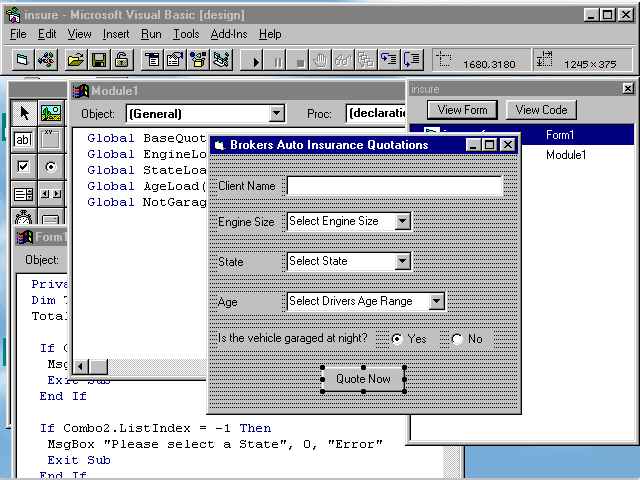 insure - Microsoft Visual Basic [design]
File Edit View Insert Run Tools Add-Ins Help
1680,3180
1245 × 375
Module1
Object: (General) Proc: (declaratio
Global BaseQuot
Global EngineLo
Global StateLoa
Global AgeLoad(
Global NotGarag
insure
View Form View Code
Form1
Module1
ab|
XY
Brokers Auto Insurance Quotations
Client Name
Engine Size Select Engine Size
State Select State
Age Select Drivers Age Range
Is the vehicle garaged at night? Yes No
Quote Now
Form1
Object:
Priva
Dim T
Total
If C
Msg
Exit Sub
End If
If Combo2.ListIndex = -1 Then
MsgBox "Please select a State", 0, "Error"
Exit Sub
End If